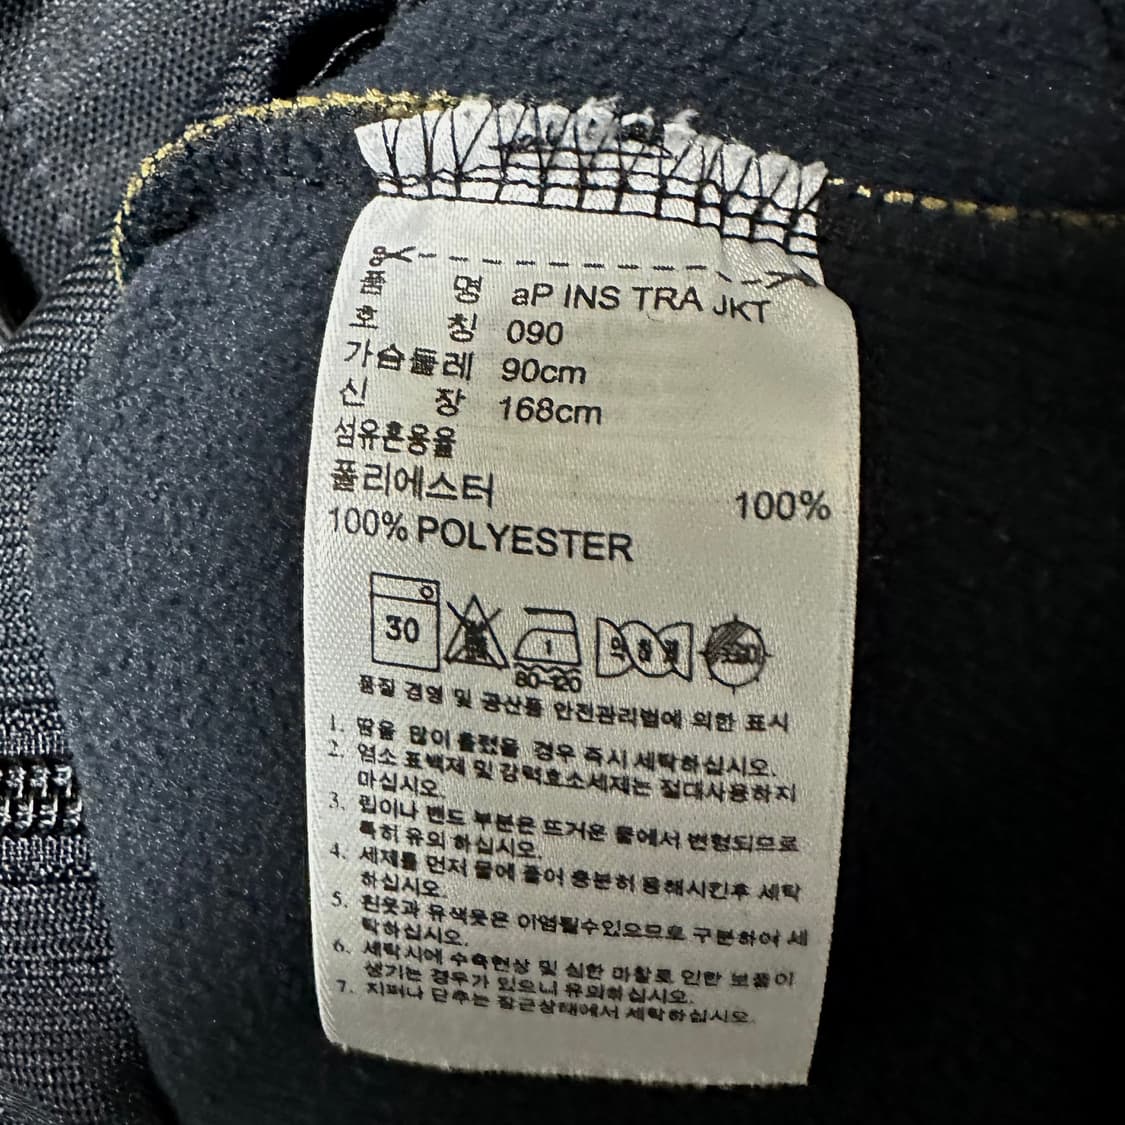 품 명 aP INS TRA JKT
호 칭 090
가슴둘레 90cm
신 장 168cm
섬유혼용율
폴리에스터 100%
100% POLYESTER
30
1
80~120
품질 경영 및 공산품 안전관리법에 의한 표시
1. 땀을 많이 흘렸을 경우 즉시 세탁하십시오.
2. 염소 표백제 및 강력효소세제는 절대사용하지
마십시오.
3. 립이나 밴드 부분은 뜨거운 물에서 변형되므로
특허 유의 하십시오.
4. 세제를 먼저 물에 풀어 충분히 용해시킨후 세탁
하십시오.
5. 흰옷과 유색옷은 이염될수있으므로 구분하여 세
탁하십시오.
6. 세탁시에 수축현상 및 심한 마찰로 인한 보풀이
생기는 경우가 있으니 유의하십시오.
7. 지퍼나 단추는 잠근상태에서 세탁하십시오.